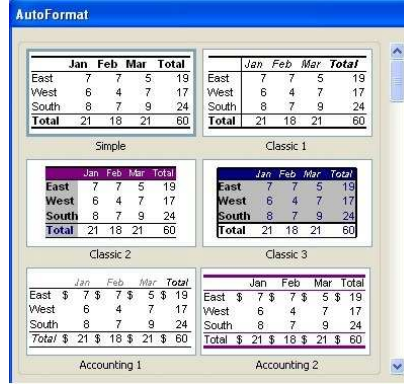 AutoFormat
Jan Feb Mar Total
East 7 7 5 19
West 6 4 7 17
South 8 7 9 24
Total 21 18 21 60
Simple
Jan Feb Mar Total
East 7 7 5 19
West 6 4 7 17
South 8 7 9 24
Total 21 18 21 60
Classic 1
Jan Feb Mar Total
East 7 7 5 19
West 6 4 7 17
South 8 7 9 24
Total 21 18 21 60
Classic 2
Jan Feb Mar Total
East 7 7 5 19
West 6 4 7 17
South 8 7 9 24
Total 21 18 21 60
Classic 3
Jan Feb Mar Total
East $ 7 $ 7 $ 5 $ 19
West 6 4 7 17
South 8 7 9 24
Total $ 21 $ 18 $ 21 $ 60
Accounting 1
Jan Feb Mar Total
East $ 7 $ 7 $ 5 $ 19
West 6 4 7 17
South 8 7 9 24
Total $ 21 $ 18 $ 21 $ 60
Accounting 2